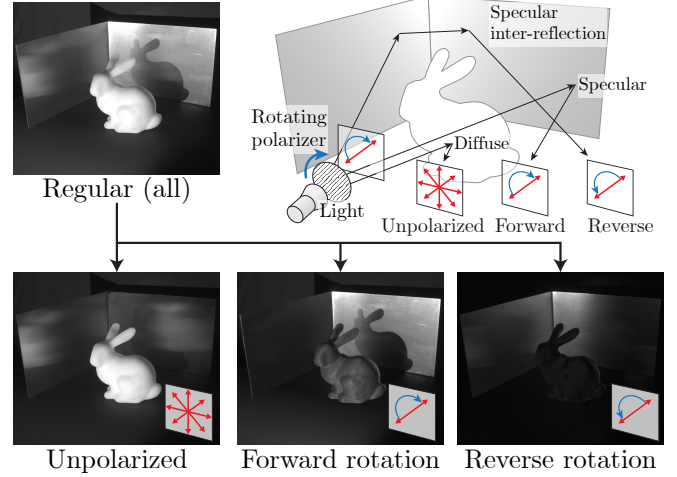 Specular
inter-reflection
Specular
Rotating
polarizer
Diffuse
Light
Unpolarized
Forward
Reverse
Regular (all)
Unpolarized
Forward rotation
Reverse rotation